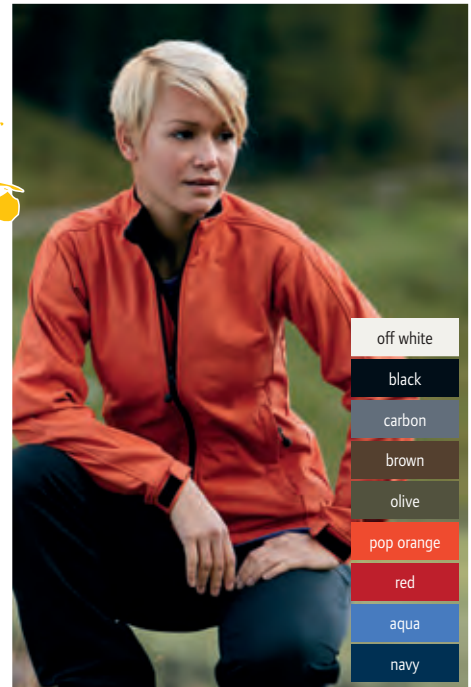 off white
black
carbon
brown
olive
pop orange
red
aqua
navy